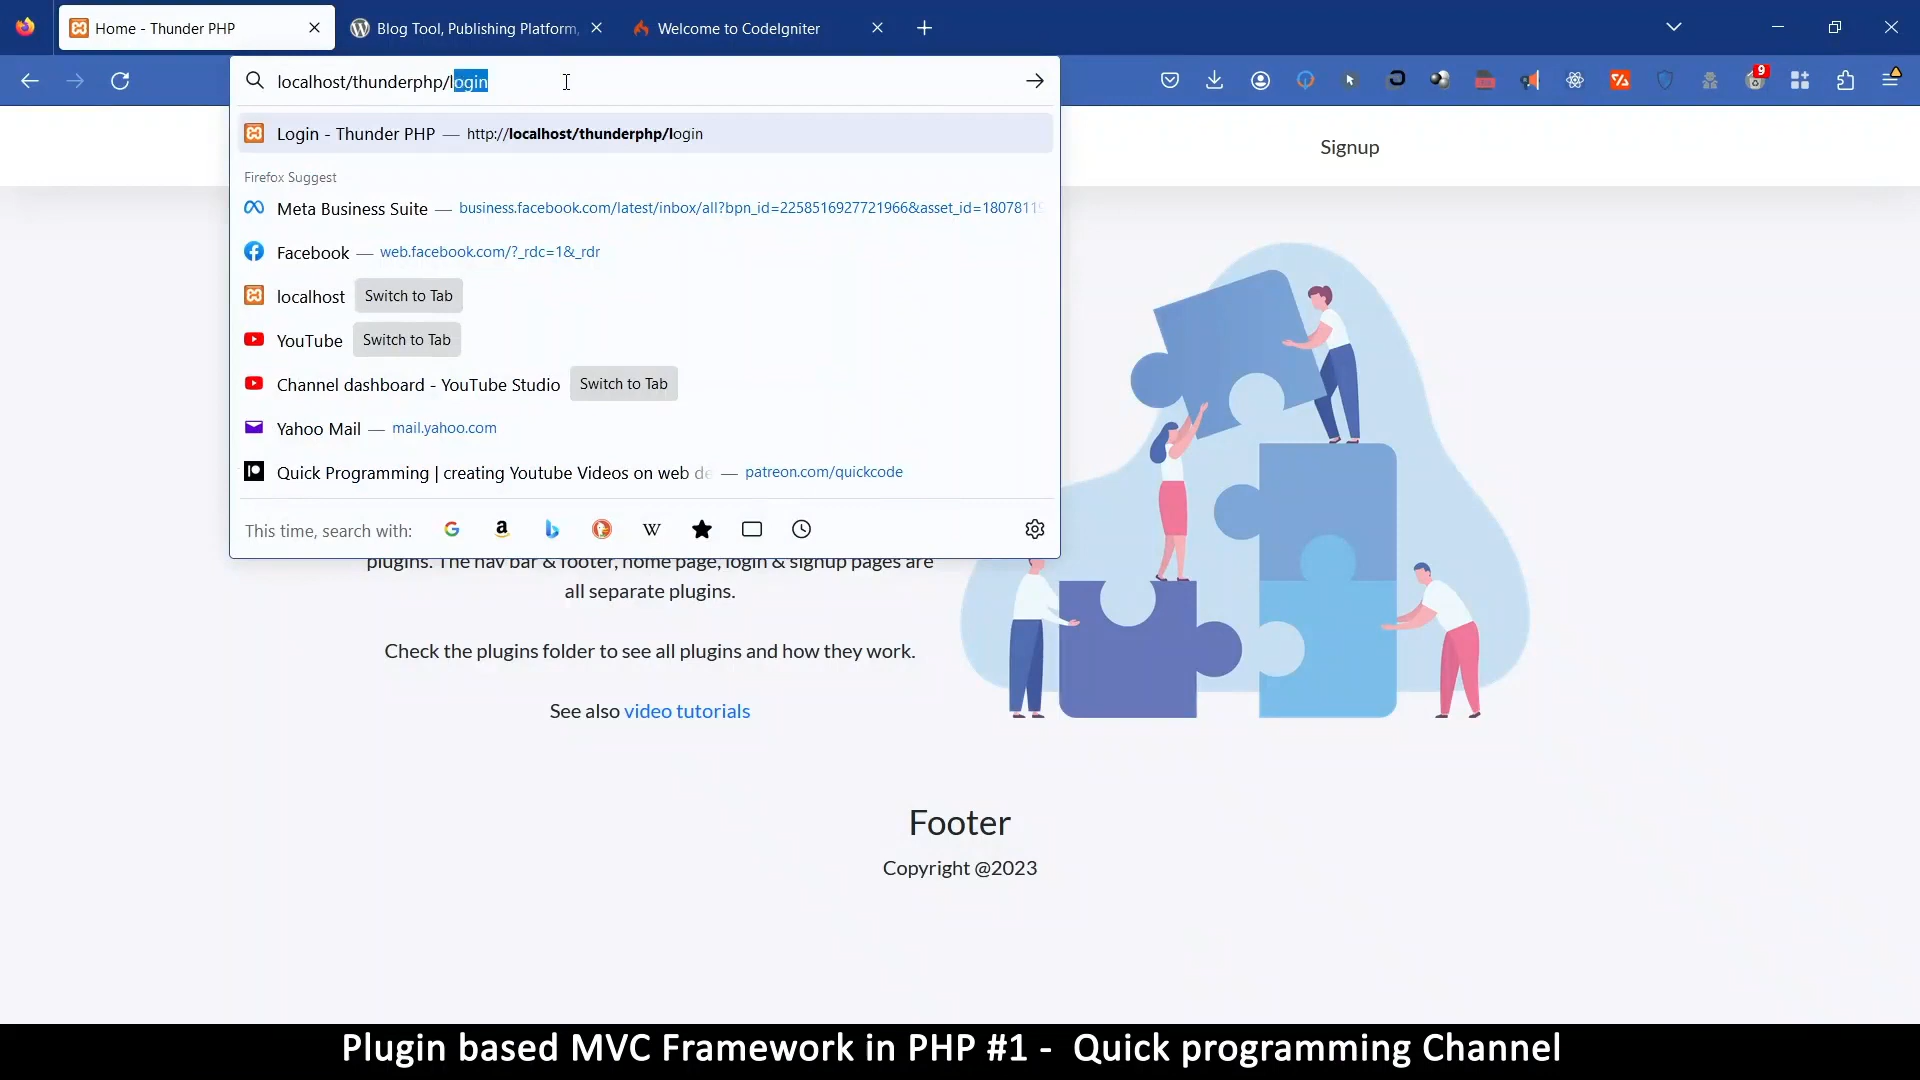 Home - Thunder PHP
Blog Tool, Publishing Platform,
Welcome to CodeIgniter
localhost/thunderphp/login
9
Login - Thunder PHP — http://localhost/thunderphp/login
Signup
Firefox Suggest
Meta Business Suite — business.facebook.com/latest/inbox/all?bpn_id=2258516927721966&asset_id=18078119
Facebook — web.facebook.com/?_rdc=1&_rdr
localhost Switch to Tab
YouTube Switch to Tab
Channel dashboard - YouTube Studio Switch to Tab
Yahoo Mail — mail.yahoo.com
Quick Programming | creating Youtube Videos on web de — patreon.com/quickcode
This time, search with:
plugins. The nav bar & footer, home page, login & signup pages are
all separate plugins.
Check the plugins folder to see all plugins and how they work.
See also video tutorials
Footer
Copyright @2023
Plugin based MVC Framework in PHP #1 - Quick programming Channel